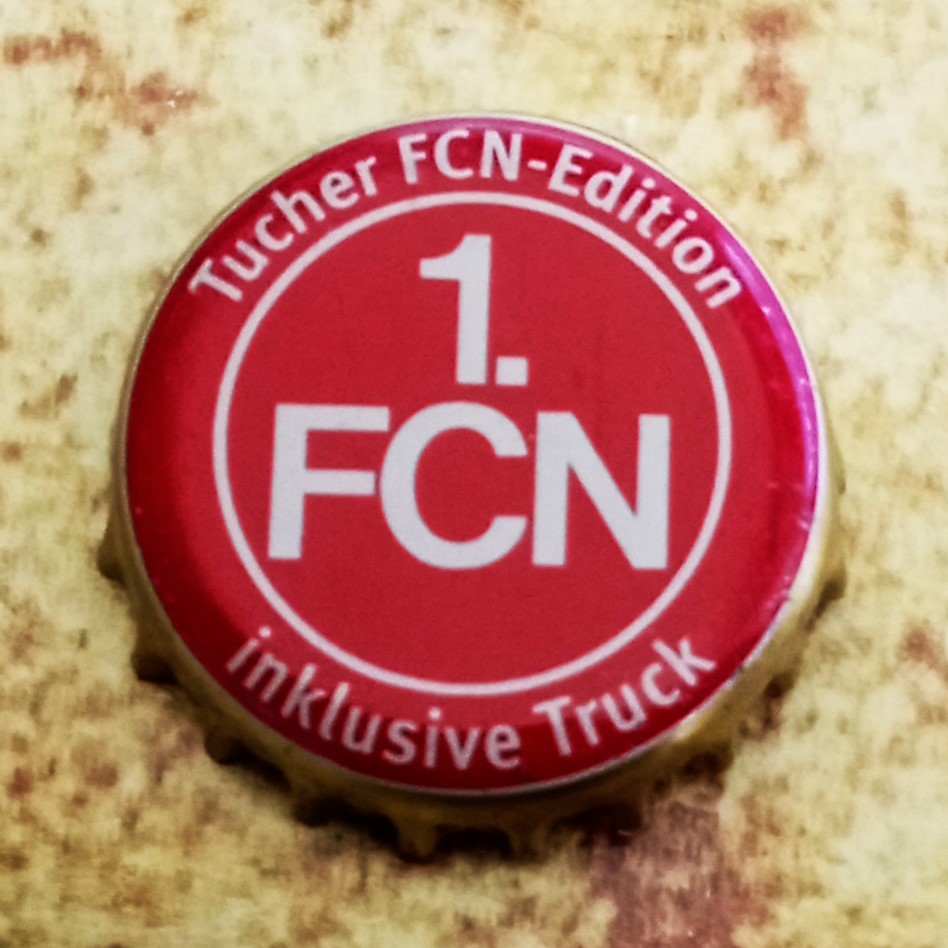 Tucher FCN-Edition
1.
FCN
inklusive Truck